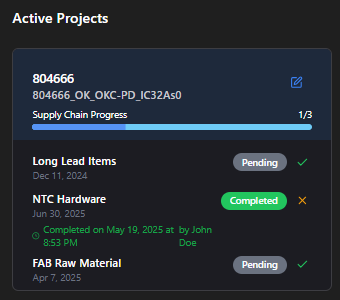 Active Projects
804666
804666_OK_OKC-PD_IC32As0
Supply Chain Progress 1/3
Long Lead Items Pending
Dec 11, 2024
NTC Hardware Completed
Jun 30, 2025
Completed on May 19, 2025 at by John
8:53 PM Doe
FAB Raw Material Pending
Apr 7, 2025